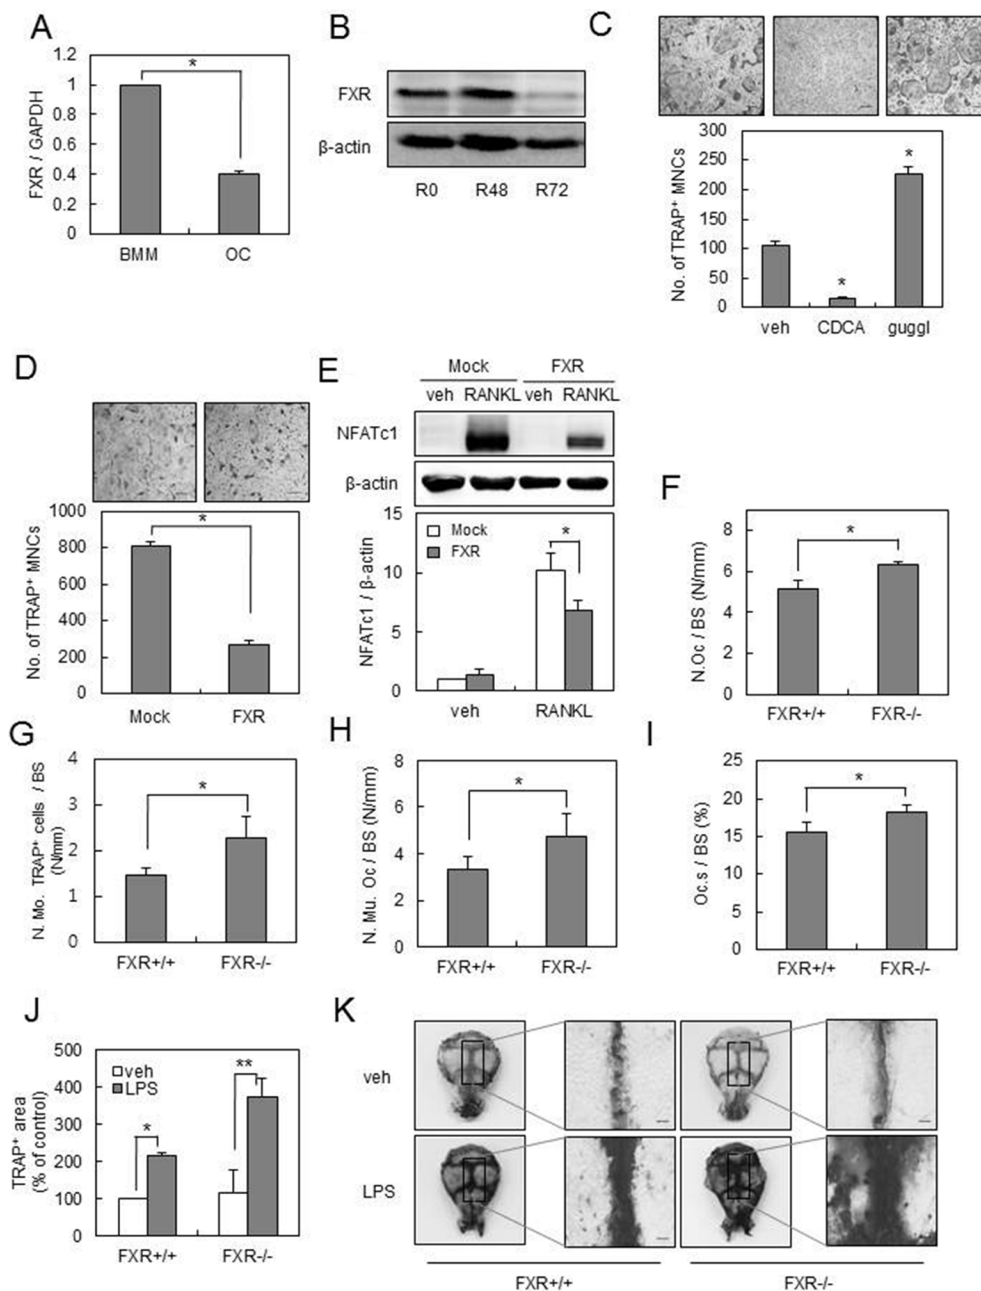 A
FXR / GAPDH
1.2
1
0.8
0.6
0.4
0.2
0
*
BMM OC
B
FXR
β-actin
R0 R48 R72
C
No. of TRAP+ MNCs
300
250
200
150
100
50
0
*
*
veh CDCA guggl
D
No. of TRAP+ MNCs
1000
800
600
400
200
0
*
Mock FXR
E
Mock FXR
veh RANKL veh RANKL
NFATc1
β-actin
NFATc1 / β-actin
15
10
5
0
Mock
FXR
*
veh RANKL
F
N.Oc / BS (N/mm)
8
6
4
2
0
*
FXR+/+ FXR-/-
G
N. Mo. TRAP+ cells / BS
(N/mm)
4
3
2
1
0
*
FXR+/+ FXR-/-
H
N. Mu. Oc / BS (N/mm)
8
6
4
2
0
*
FXR+/+ FXR-/-
I
Oc.s / BS (%)
25
20
15
10
5
0
*
FXR+/+ FXR-/-
J
TRAP+ area
(% of control)
500
400
300
200
100
0
veh
LPS
*
**
FXR+/+ FXR-/-
K
veh
LPS
FXR+/+ FXR-/-